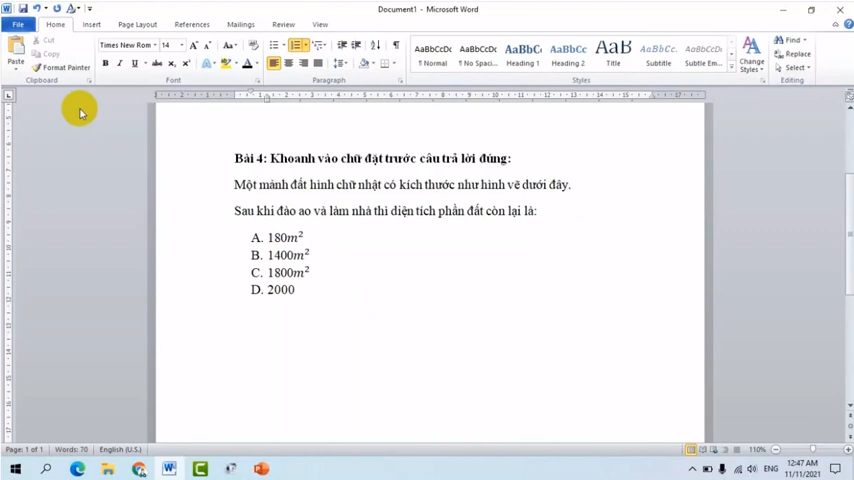 Document1 - Microsoft Word
File Home Insert Page Layout References Mailings Review View
Cut
Copy
Format Painter
Paste
Clipboard
Times New Rom 14
Font
Paragraph
AaBbCcDc AaBbCcDc AaBbCc AaBbCc AaB AaBbCcL AaBbCcDc
¶ Normal ¶ No Spaci... Heading 1 Heading 2 Title Subtitle Subtle Em...
Change
Styles
Styles
Find
Replace
Select
Editing
Bài 4: Khoanh vào chữ đặt trước câu trả lời đúng:
Một mảnh đất hình chữ nhật có kích thước như hình vẽ dưới đây.
Sau khi đào ao và làm nhà thì diện tích phần đất còn lại là:
A. 180m²
B. 1400m²
C. 1800m²
D. 2000
Page: 1 of 1 Words: 70 English (U.S.) 110%
ENG 12:47 AM
11/11/2021